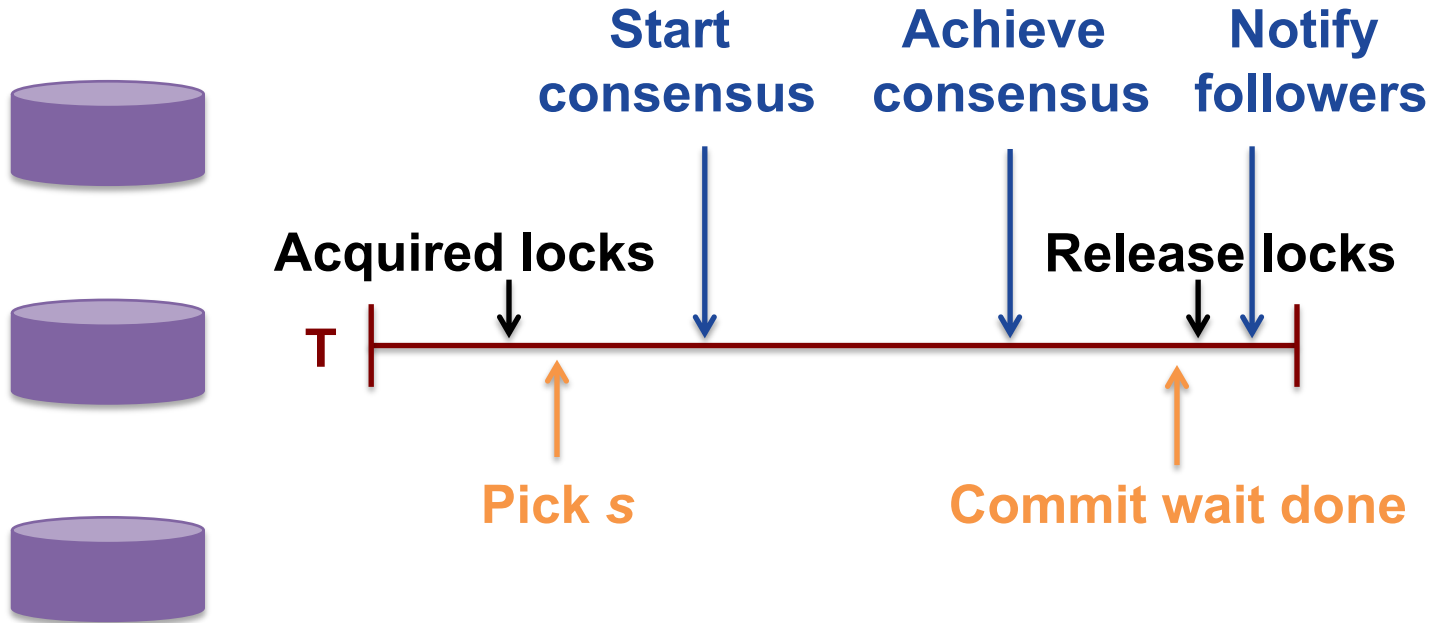 Start
consensus
Achieve
consensus
Notify
followers
Acquired locks
Release locks
T
Pick s
Commit wait done